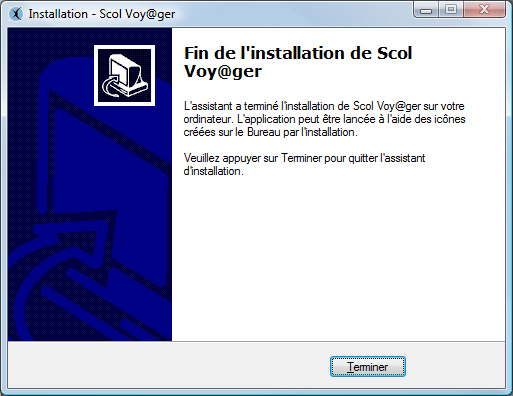 Installation - Scol Voy@ger
Fin de l'installation de Scol
Voy@ger
L'assistant a terminé l'installation de Scol Voy@ger sur votre
ordinateur. L'application peut être lancée à l'aide des icônes
créées sur le Bureau par l'installation.
Veuillez appuyer sur Terminer pour quitter l'assistant
d'installation.
Terminer